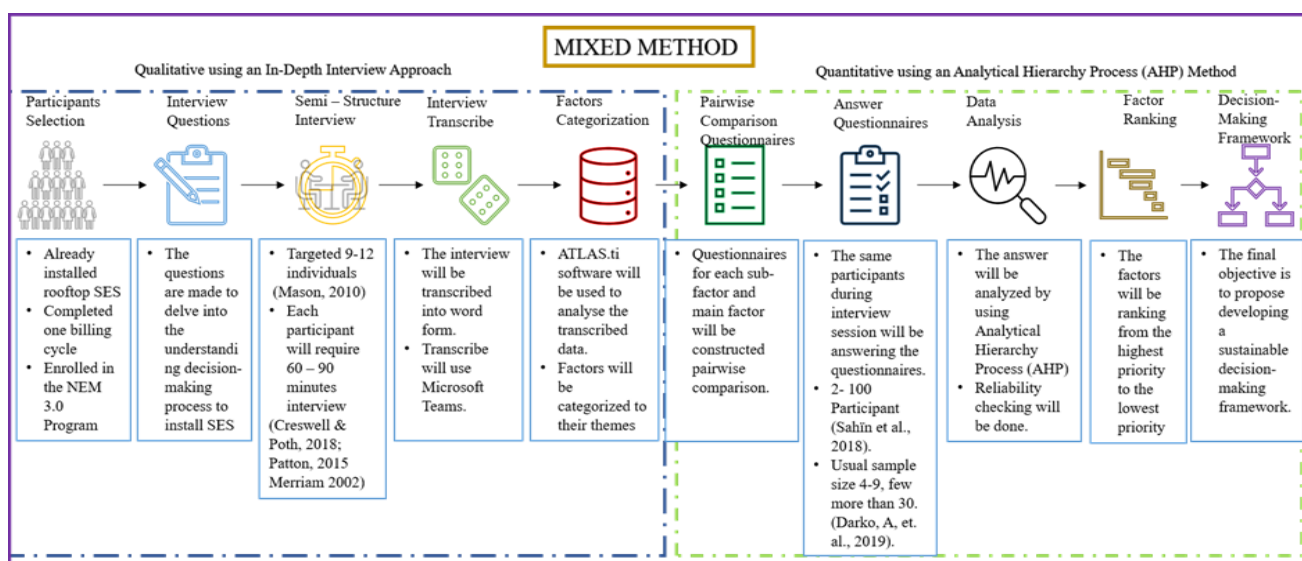 MIXED METHOD
Qualitative using an In-Depth Interview Approach
Quantitative using an Analytical Hierarchy Process (AHP) Method
Participants
Selection
Interview
Questions
Semi – Structure
Interview
Interview
Transcribe
Factors
Categorization
Pairwise
Comparison
Questionnaires
Answer
Questionnaires
Data
Analysis
Factor
Ranking
Decision-
Making
Framework
• Already
installed
rooftop SES
• Completed
one billing
cycle
• Enrolled in
the NEM
3.0
Program
• The
questions
are made to
delve into
the
understandi
ng decision-
making
process to
install SES
• Targeted 9-12
individuals
(Mason, 2010)
• Each
participant
will require
60 – 90
minutes
interview
(Creswell &
Poth, 2018;
Patton, 2015
Merriam 2002)
• The interview
will be
transcribed
into word
form.
• Transcribe
will use
Microsoft
Teams.
• ATLAS.ti
software will
be used to
analyse the
transcribed
data.
• Factors will
be
categorized to
their themes
• Questionnaires
for each sub-
factor and
main factor
will be
constructed
pairwise
comparison.
• The same
participants
during
interview
session will be
answering the
questionnaires.
• 2- 100
Participant
(Sahïn et al.,
2018).
• Usual sample
size 4-9, few
more than 30.
(Darko, A, et.
al., 2019).
• The answer
will be
analyzed by
using
Analytical
Hierarchy
Process (AHP)
• Reliability
checking will
be done.
• The
factors
will be
ranking
from the
highest
priority
to the
lowest
priority
• The final
objective is
to propose
developing
a
sustainable
decision-
making
framework.